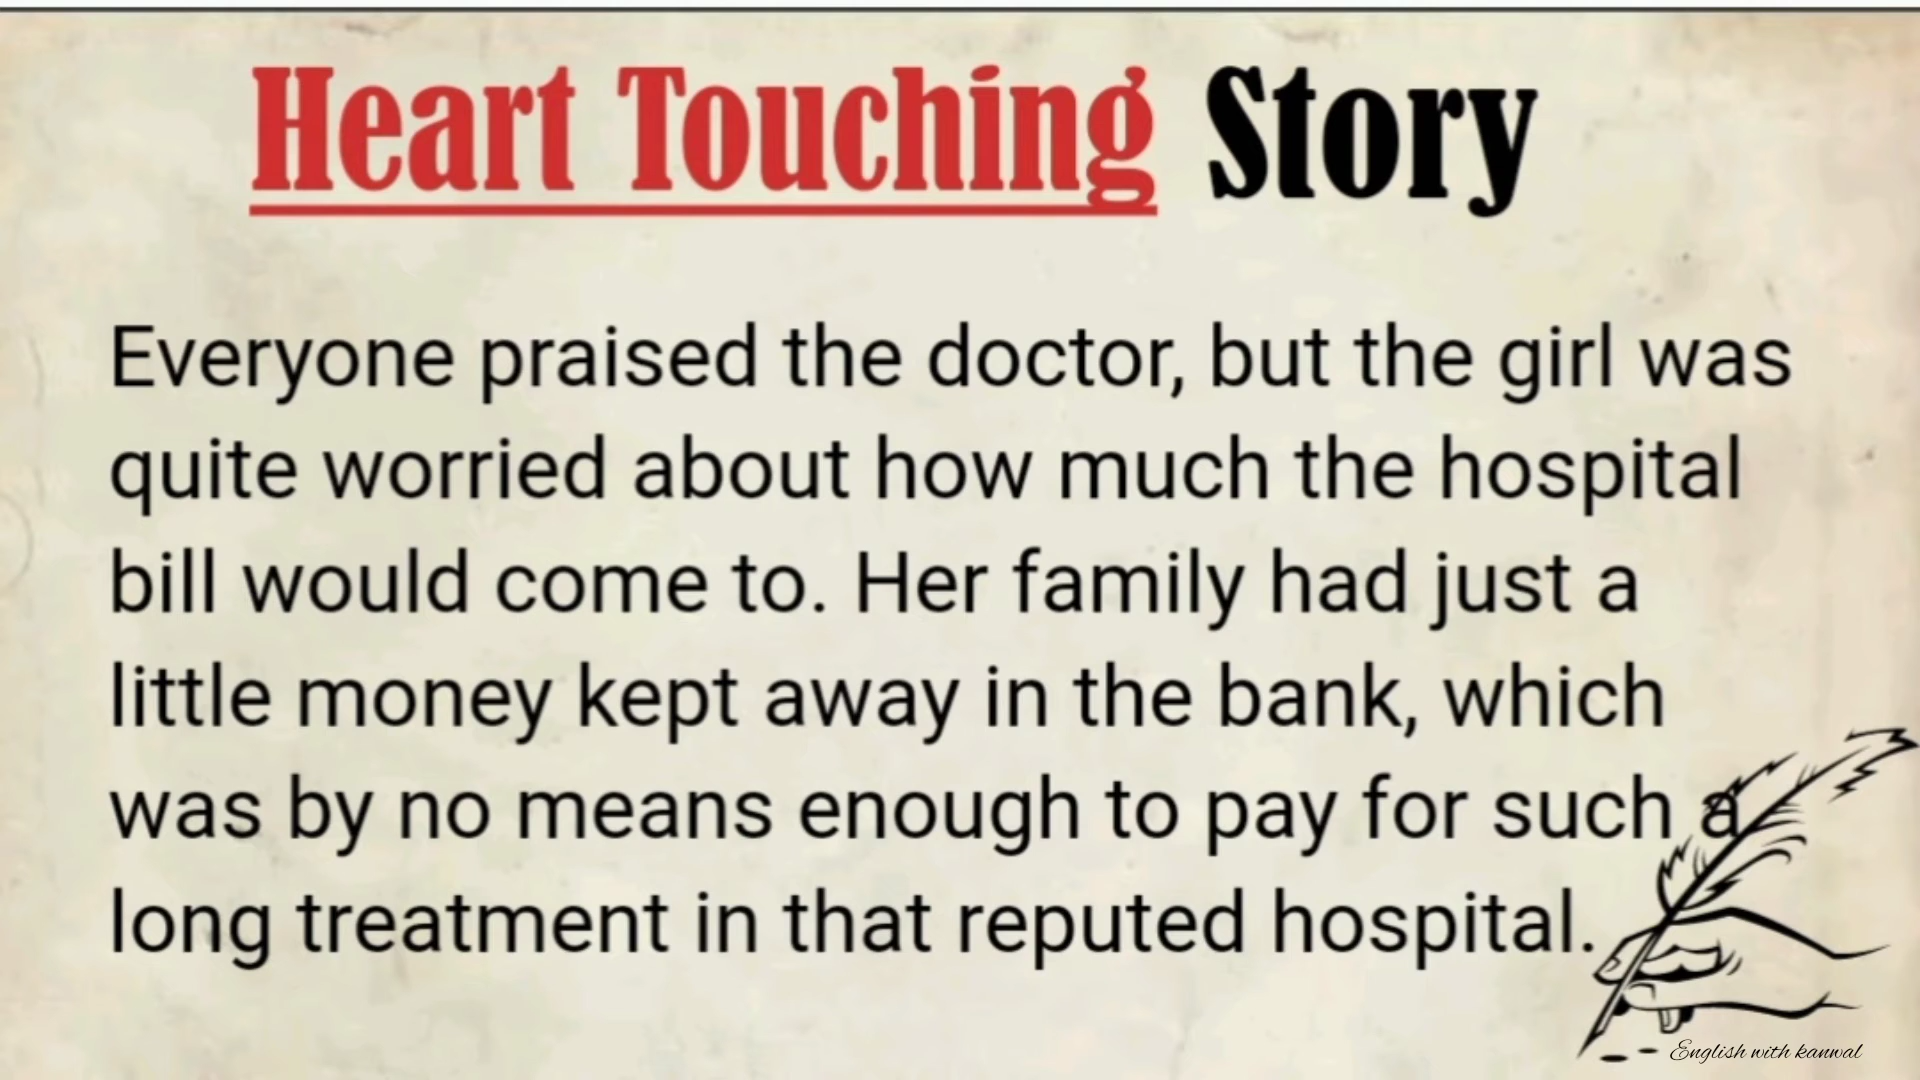 Heart Touching Story
Everyone praised the doctor, but the girl was
quite worried about how much the hospital
bill would come to. Her family had just a
little money kept away in the bank, which
was by no means enough to pay for such a
long treatment in that reputed hospital.
English with kanwal